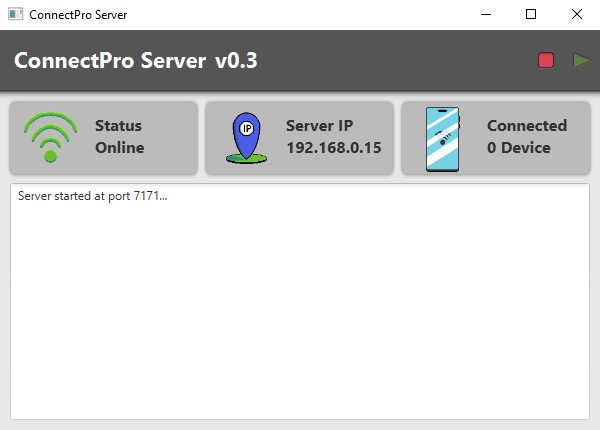 ConnectPro Server
ConnectPro Server v0.3
Status
Online
IP
Server IP
192.168.0.15
Connected
0 Device
Server started at port 7171...